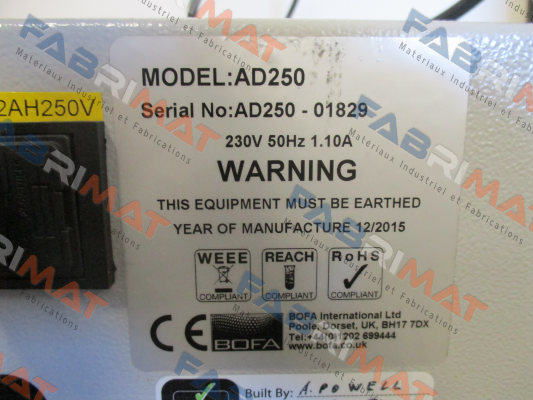 2AH250V
MODEL:AD250
Serial No:AD250 - 01829
230V 50Hz 1.10A
WARNING
THIS EQUIPMENT MUST BE EARTHED
YEAR OF MANUFACTURE 12/2015
WEEE
COMPLIANT
REACH
COMPLIANT
RoHS
COMPLIANT
CE
BOFA
BOFA International Ltd
Poole, Dorset, UK, BH17 7DX
Tel:+44(0)1202 699444
www.bofa.co.uk
Built By: A.POWELL
FABRIMAT
Materiaux Industriel et Fabrications